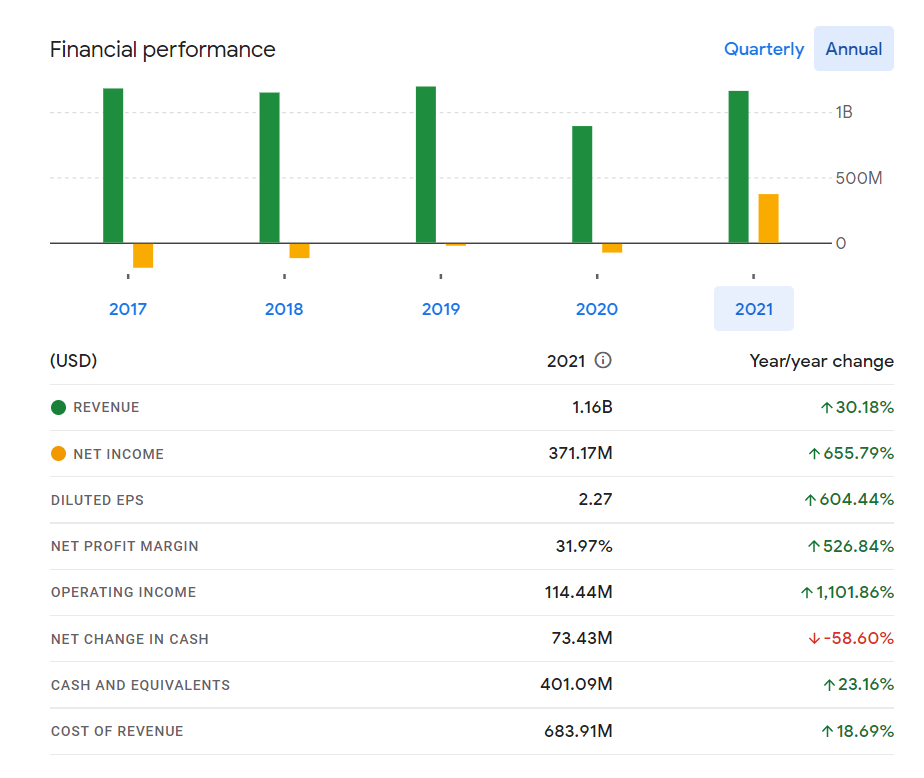 Financial performance Quarterly Annual
1B
500M
0
2017 2018 2019 2020 2021
(USD) 2021 Year/year change
REVENUE 1.16B ↑30.18%
NET INCOME 371.17M ↑655.79%
DILUTED EPS 2.27 ↑604.44%
NET PROFIT MARGIN 31.97% ↑526.84%
OPERATING INCOME 114.44M ↑1,101.86%
NET CHANGE IN CASH 73.43M ↓-58.60%
CASH AND EQUIVALENTS 401.09M ↑23.16%
COST OF REVENUE 683.91M ↑18.69%